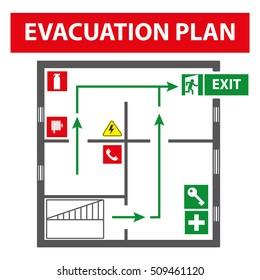 EVACUATION PLAN
EXIT
shutterstock.com · 509461120